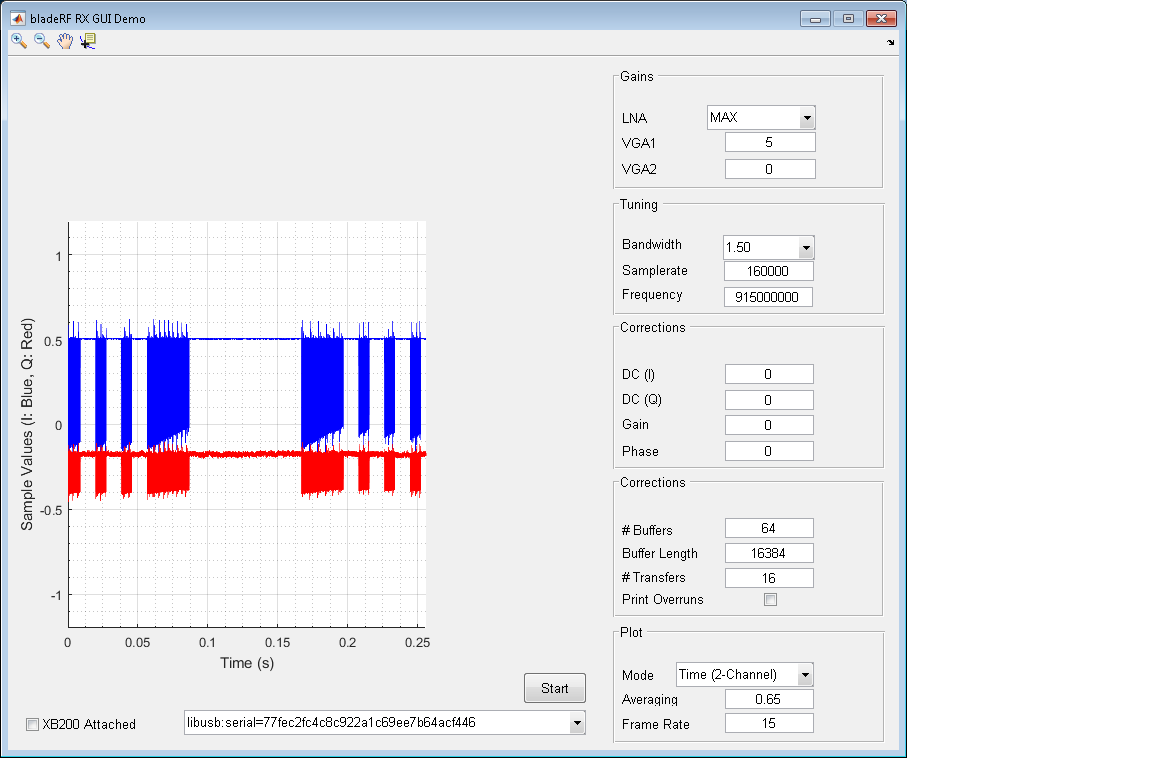 bladeRF RX GUI Demo
Sample Values (I: Blue, Q: Red)
1
0.5
0
-0.5
-1
0 0.05 0.1 0.15 0.2 0.25
Time (s)
Start
XB200 Attached libusb:serial=77fec2fc4c8c922a1c69ee7b64acf446
Gains
LNA MAX
VGA1 5
VGA2 0
Tuning
Bandwidth 1.50
Samplerate 160000
Frequency 915000000
Corrections
DC (I) 0
DC (Q) 0
Gain 0
Phase 0
Corrections
# Buffers 64
Buffer Length 16384
# Transfers 16
Print Overruns
Plot
Mode Time (2-Channel)
Averaging 0.65
Frame Rate 15